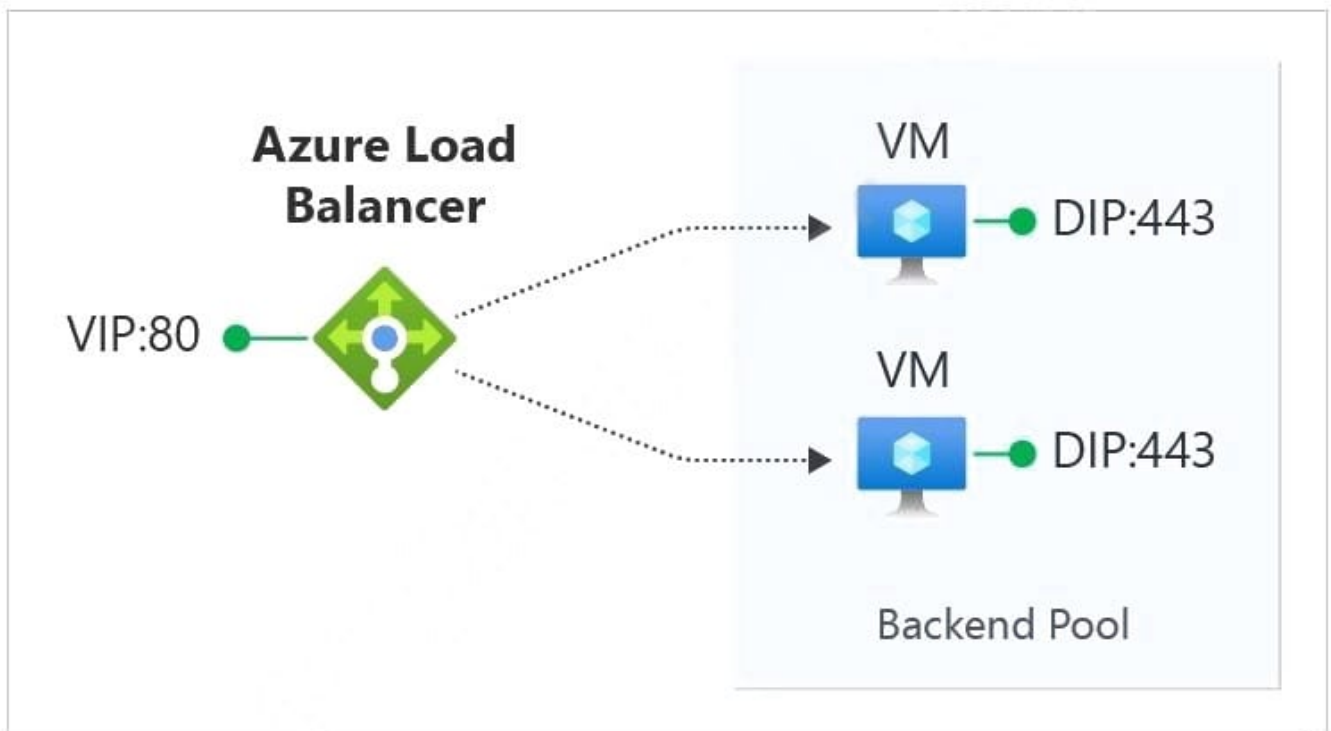 Azure Load
Balancer
VIP:80
VM
DIP:443
VM
DIP:443
Backend Pool